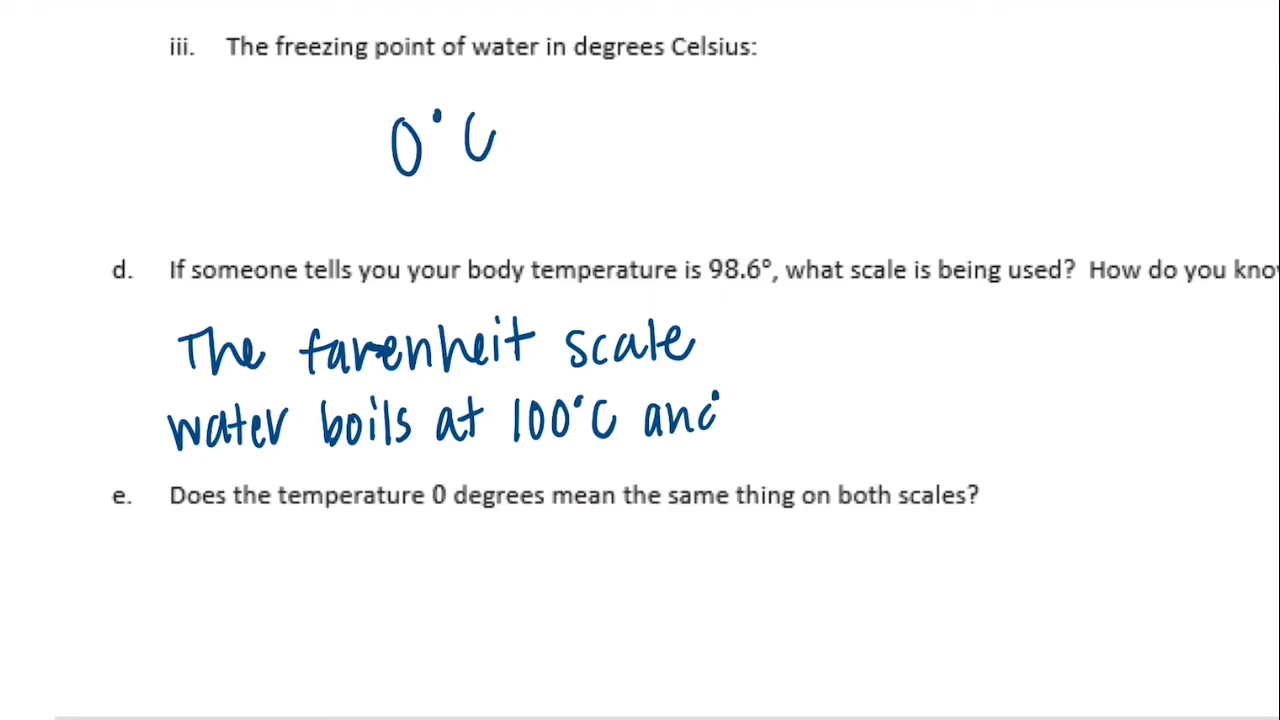 iii. The freezing point of water in degrees Celsius:
0°C
d. If someone tells you your body temperature is 98.6°, what scale is being used? How do you kno
The farenheit scale
water boils at 100°C and
e. Does the temperature 0 degrees mean the same thing on both scales?